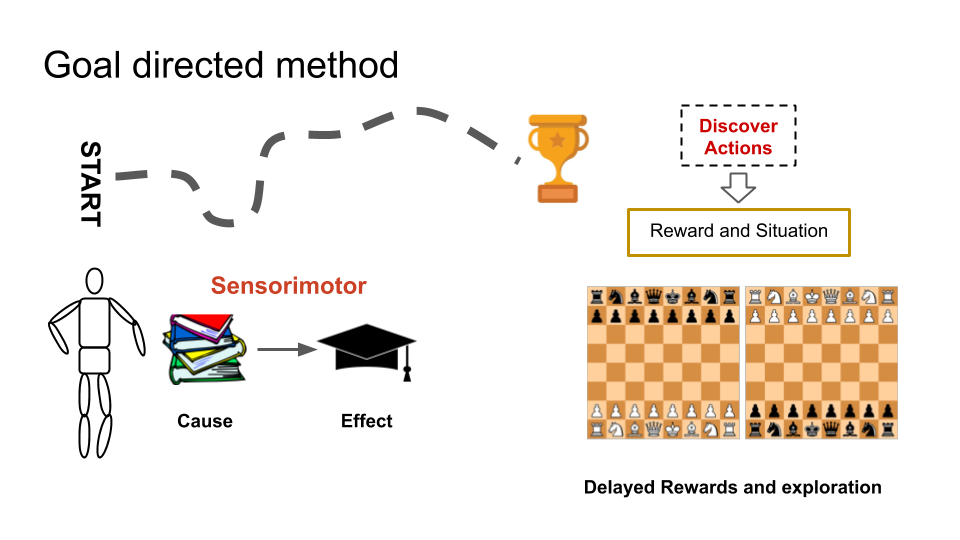 Goal directed method
START
Discover
Actions
Reward and Situation
Sensorimotor
Cause
Effect
Delayed Rewards and exploration